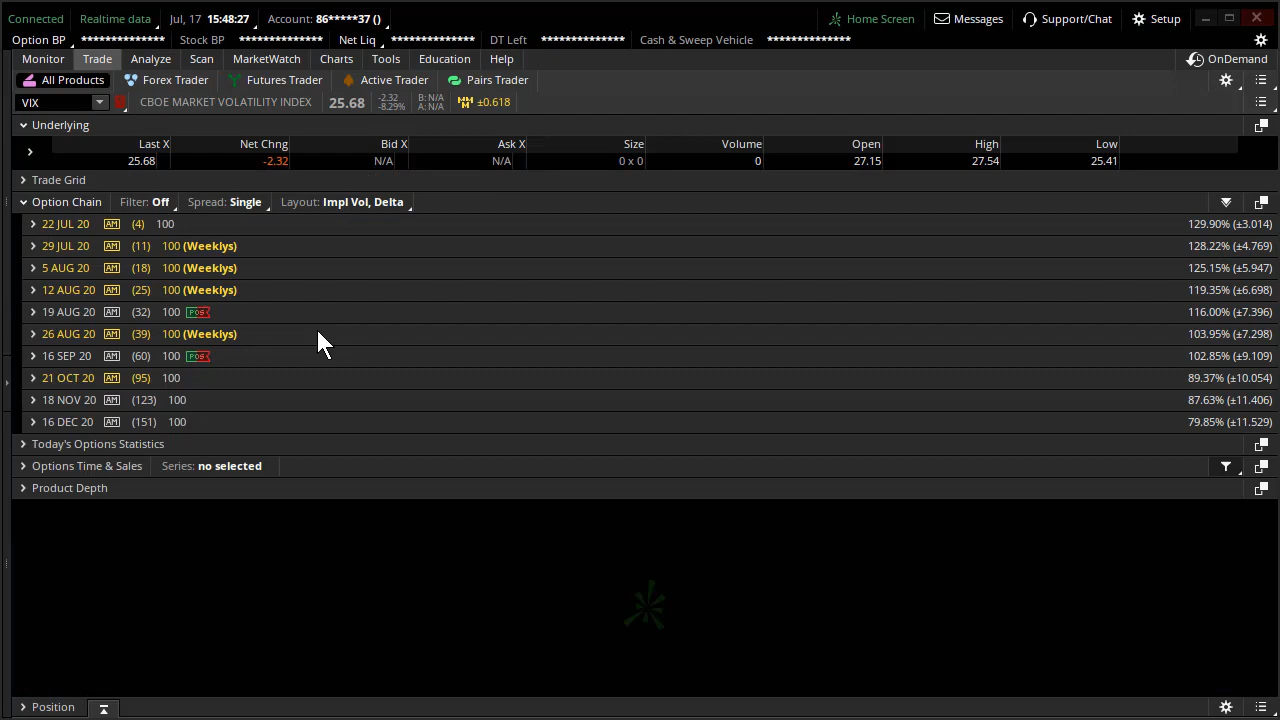 Connected Realtime data Jul, 17 15:48:27 Account: 86*****37 () Home Screen Messages Support/Chat Setup
Option BP ************** Stock BP ************** Net Liq ************** DT Left ************** Cash & Sweep Vehicle **************
Monitor Trade Analyze Scan MarketWatch Charts Tools Education Help OnDemand
All Products Forex Trader Futures Trader Active Trader Pairs Trader
VIX CBOE MARKET VOLATILITY INDEX 25.68 -2.32 -8.29% B: N/A A: N/A MM ±0.618
Underlying
Last X Net Chng Bid X Ask X Size Volume Open High Low
25.68 -2.32 N/A N/A 0 x 0 0 27.15 27.54 25.41
Trade Grid
Option Chain Filter: Off Spread: Single Layout: Impl Vol, Delta
22 JUL 20 AM (4) 100 129.90% (±3.014)
29 JUL 20 AM (11) 100 (Weeklys) 128.22% (±4.769)
5 AUG 20 AM (18) 100 (Weeklys) 125.15% (±5.947)
12 AUG 20 AM (25) 100 (Weeklys) 119.35% (±6.698)
19 AUG 20 AM (32) 100 POS 116.00% (±7.396)
26 AUG 20 AM (39) 100 (Weeklys) 103.95% (±7.298)
16 SEP 20 AM (60) 100 POS 102.85% (±9.109)
21 OCT 20 AM (95) 100 89.37% (±10.054)
18 NOV 20 AM (123) 100 87.63% (±11.406)
16 DEC 20 AM (151) 100 79.85% (±11.529)
Today's Options Statistics
Options Time & Sales Series: no selected
Product Depth
Position